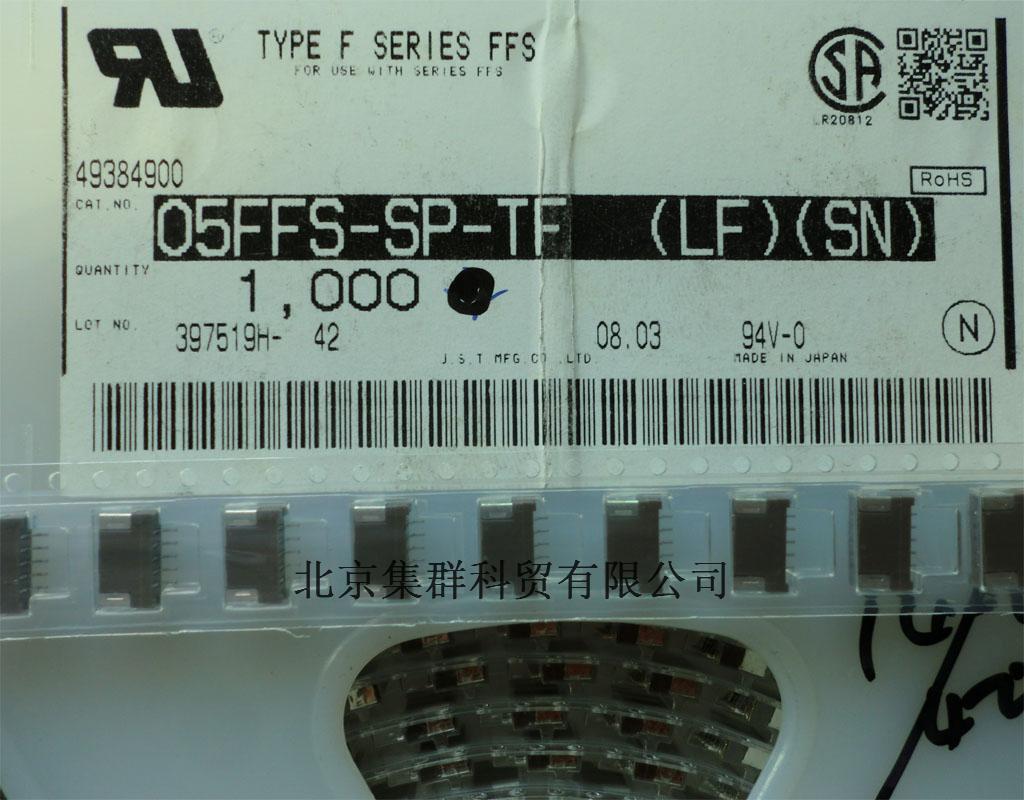 TYPE F SERIES FFS
FOR USE WITH SERIES FFS
LR20812
49384900
RoHS
CAT.NO. 05FFS-SP-TF (LF)(SN)
QUANTITY 1,000
LOT NO. 397519H- 42 08.03 94V-0 N
J.S.T MFG.CO.,LTD. MADE IN JAPAN
北京集群科贸有限公司